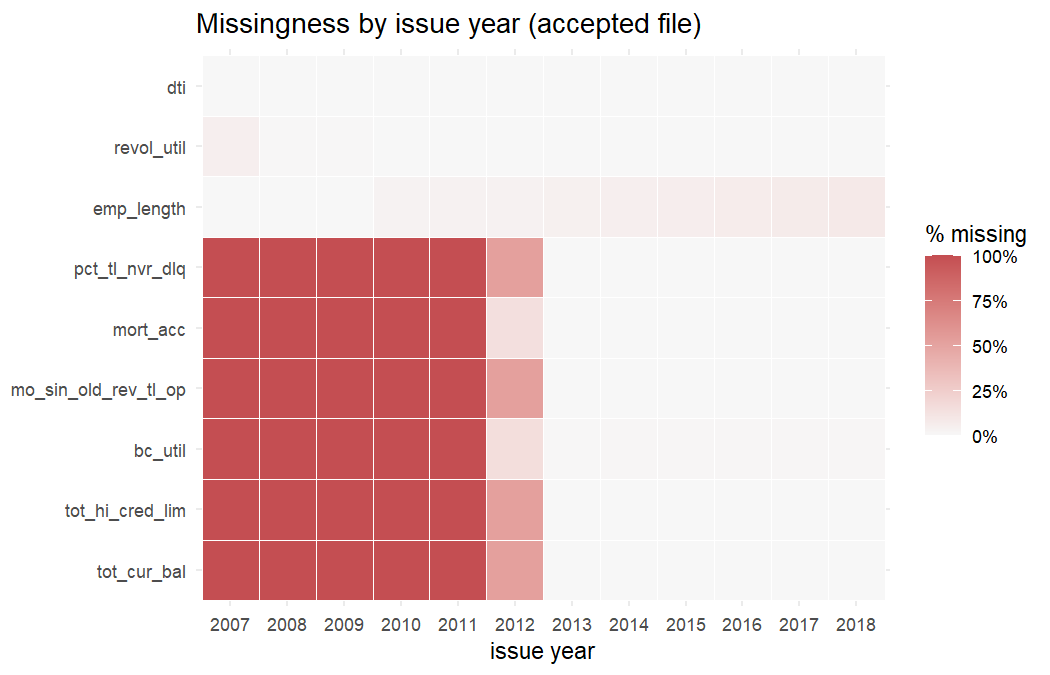 Missingness by issue year (accepted file)
dti
revol_util
emp_length
pct_tl_nvr_dlq
mort_acc
mo_sin_old_rev_tl_op
bc_util
tot_hi_cred_lim
tot_cur_bal
2007 2008 2009 2010 2011 2012 2013 2014 2015 2016 2017 2018
issue year
% missing
100%
75%
50%
25%
0%